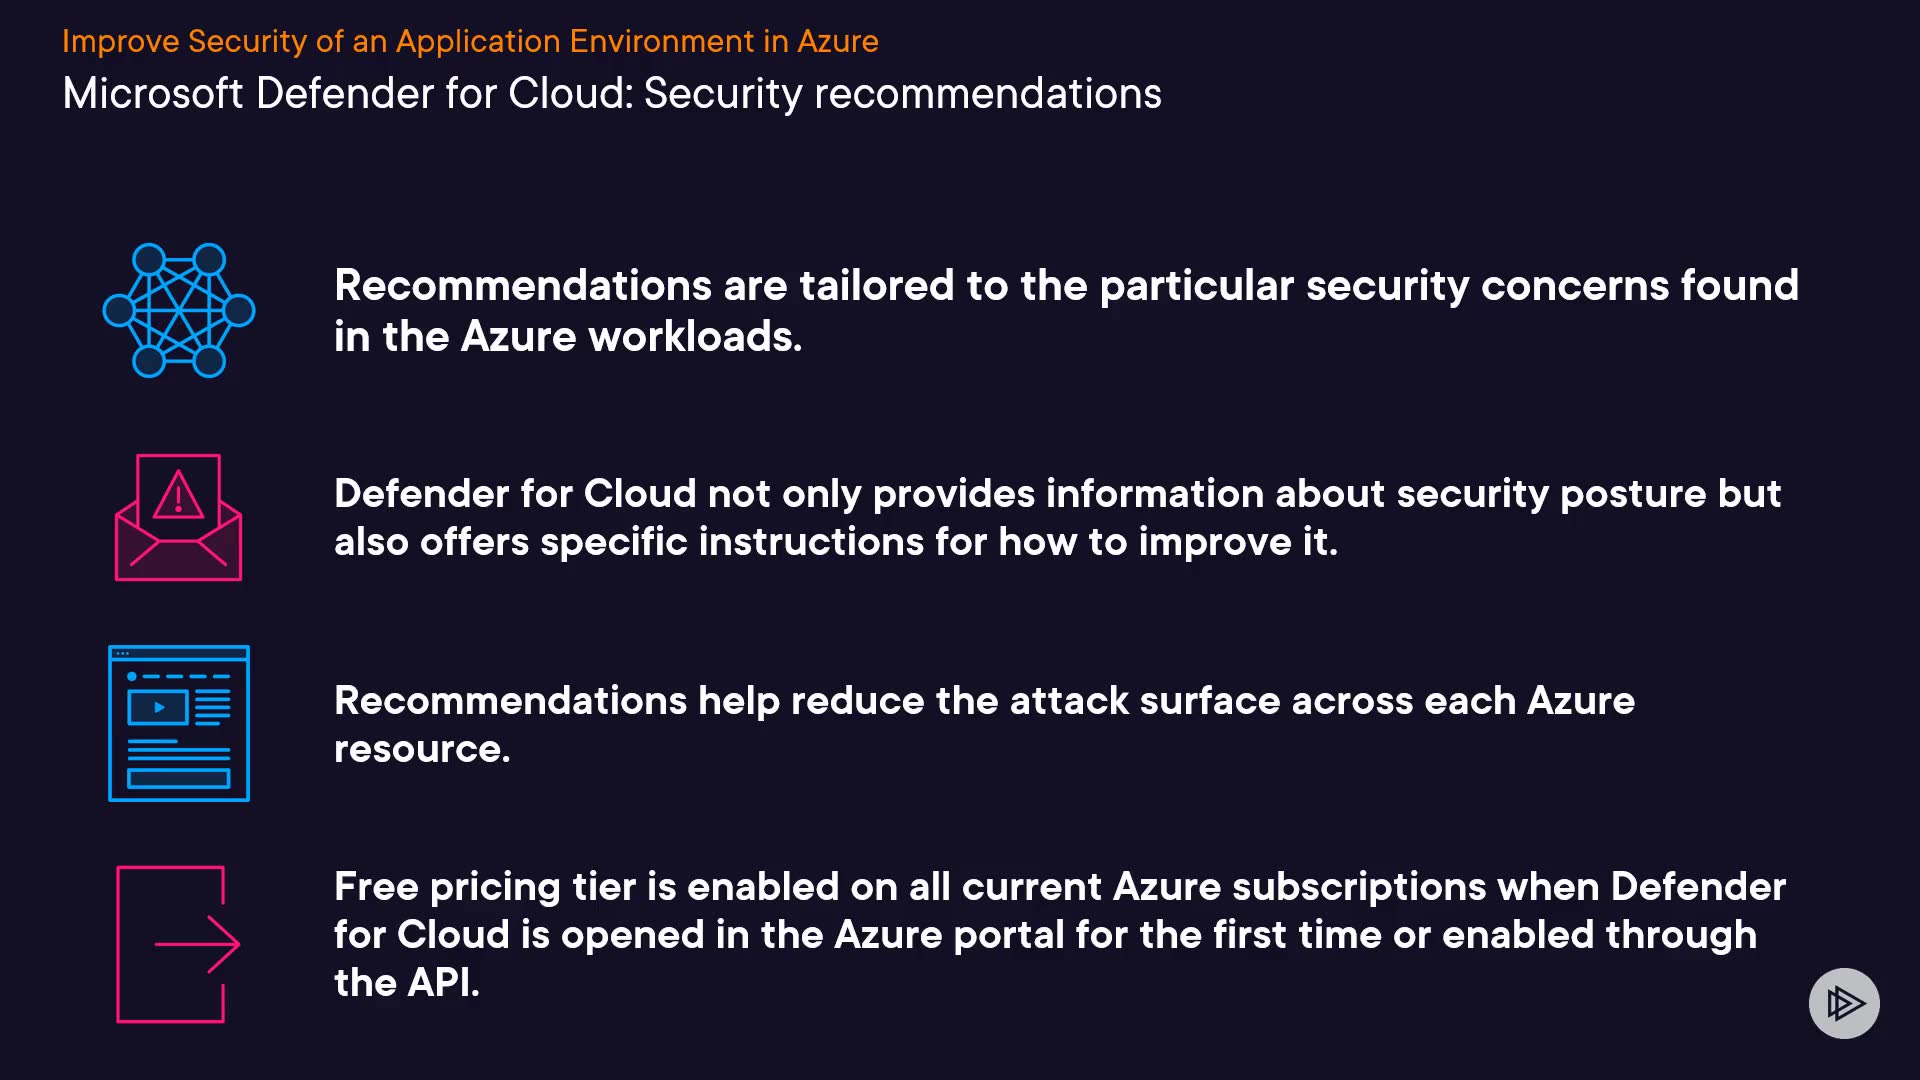 Improve Security of an Application Environment in Azure
Microsoft Defender for Cloud: Security recommendations
Recommendations are tailored to the particular security concerns found
in the Azure workloads.
Defender for Cloud not only provides information about security posture but
also offers specific instructions for how to improve it.
Recommendations help reduce the attack surface across each Azure
resource.
Free pricing tier is enabled on all current Azure subscriptions when Defender
for Cloud is opened in the Azure portal for the first time or enabled through
the API.